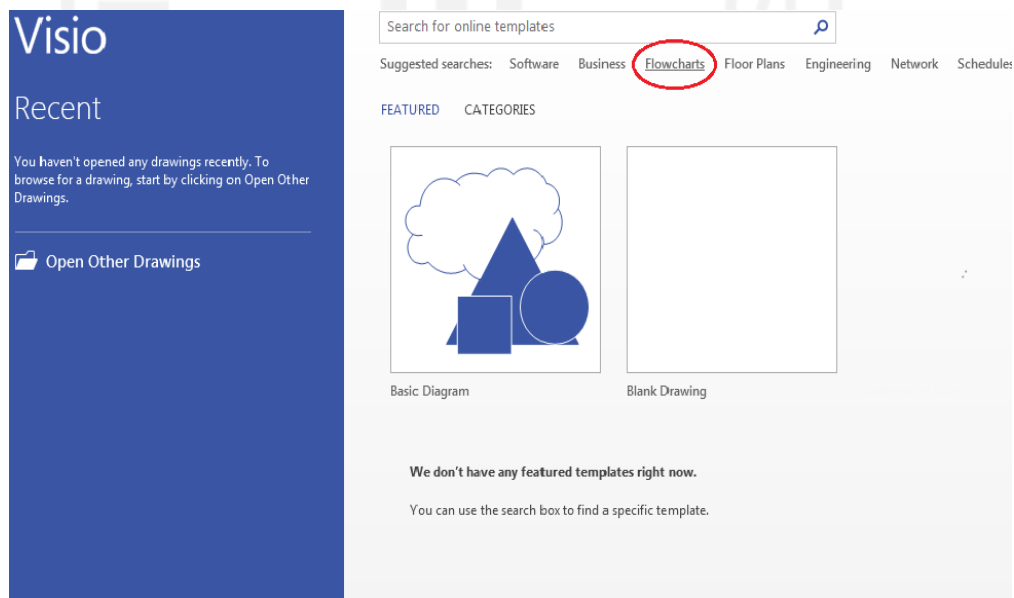 Visio
Recent
You haven't opened any drawings recently. To
browse for a drawing, start by clicking on Open Other
Drawings.
Open Other Drawings
Search for online templates
Suggested searches: Software Business Flowcharts Floor Plans Engineering Network Schedules
FEATURED CATEGORIES
Basic Diagram
Blank Drawing
We don't have any featured templates right now.
You can use the search box to find a specific template.